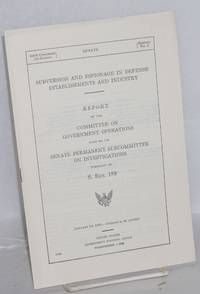 SENATE
SUBVERSION AND ESPIONAGE IN DEFENSE
ESTABLISHMENTS AND INDUSTRY
REPORT
OF THE
COMMITTEE ON
GOVERNMENT OPERATIONS
MADE BY ITS
SENATE PERMANENT SUBCOMMITTEE
ON INVESTIGATIONS
PURSUANT TO
S. RES. 189
UNITED STATES
GOVERNMENT PRINTING OFFICE
WASHINGTON